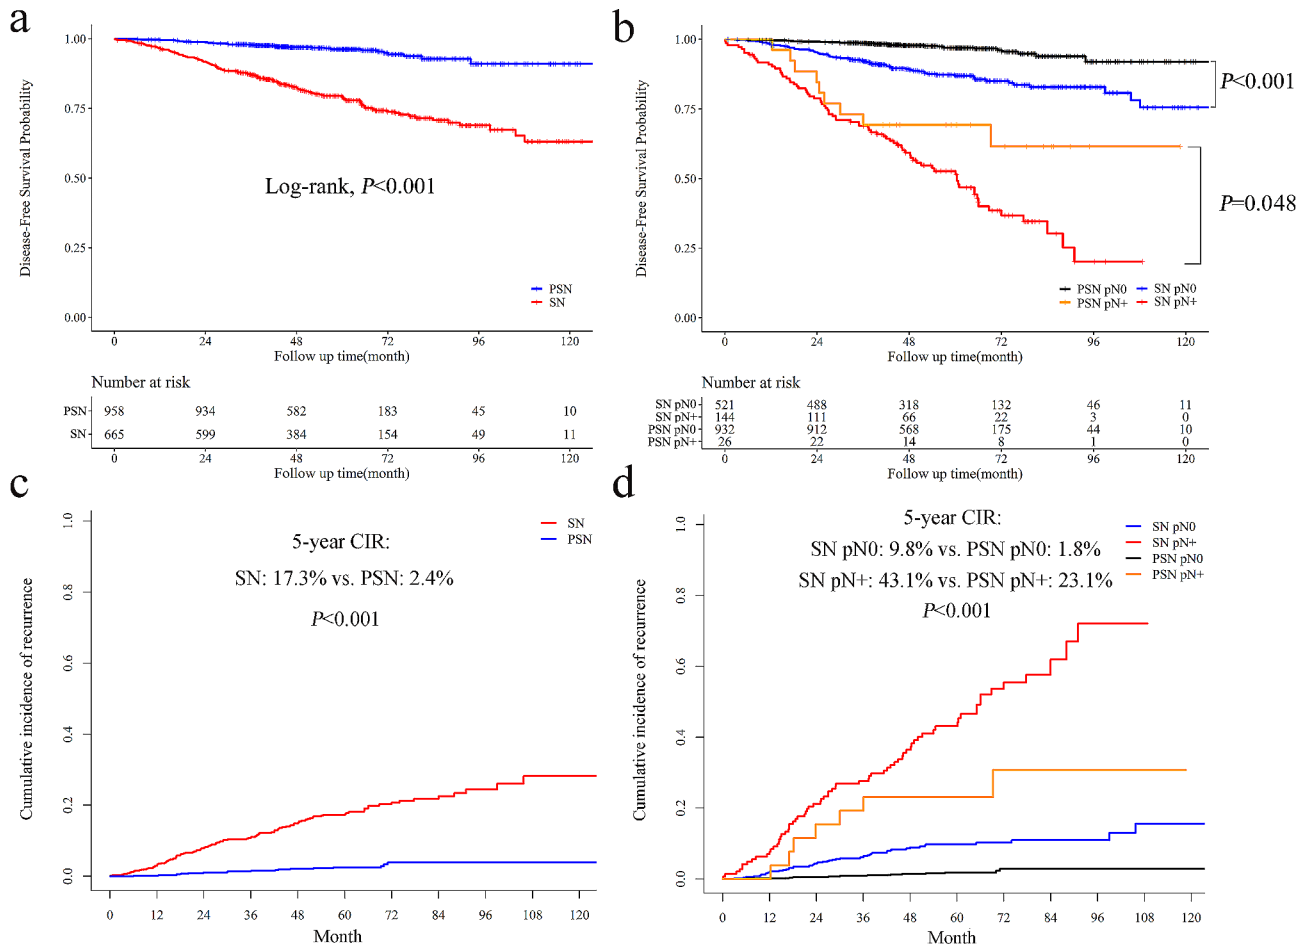 a
1.00
0.75
0.50
0.25
0.00
Disease-Free Survival Probability
Log-rank, P<0.001
PSN
SN
0 24 48 72 96 120
Follow up time(month)
Number at risk
PSN 958 934 582 183 45 10
SN 665 599 384 154 49 11
0 24 48 72 96 120
Follow up time(month)
b
1.00
0.75
0.50
0.25
0.00
Disease-Free Survival Probability
P<0.001
P=0.048
PSN pN0 SN pN0
PSN pN+ SN pN+
0 24 48 72 96 120
Follow up time(month)
Number at risk
SN pN0 521 488 318 132 46 11
SN pN+ 144 111 66 22 3 0
PSN pN0 932 912 568 175 44 10
PSN pN+ 26 22 14 8 1 0
0 24 48 72 96 120
Follow up time(month)
c
1.0
0.8
0.6
0.4
0.2
0.0
Cumulative incidence of recurrence
5-year CIR:
SN: 17.3% vs. PSN: 2.4%
P<0.001
SN
PSN
0 12 24 36 48 60 72 84 96 108 120
Month
d
1.0
0.8
0.6
0.4
0.2
0.0
Cumulative incidence of recurrence
5-year CIR:
SN pN0: 9.8% vs. PSN pN0: 1.8%
SN pN+: 43.1% vs. PSN pN+: 23.1%
P<0.001
SN pN0
SN pN+
PSN pN0
PSN pN+
0 12 24 36 48 60 72 84 96 108 120
Month